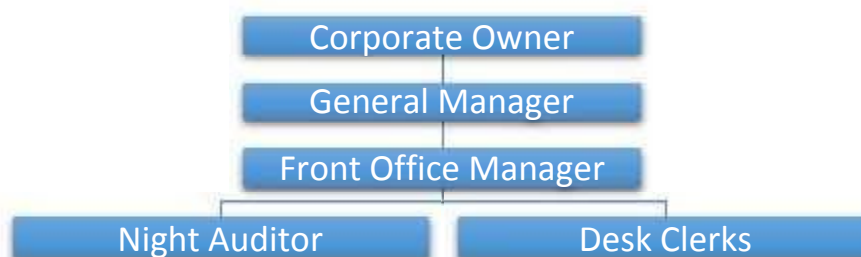 Corporate Owner
General Manager
Front Office Manager
Night Auditor
Desk Clerks